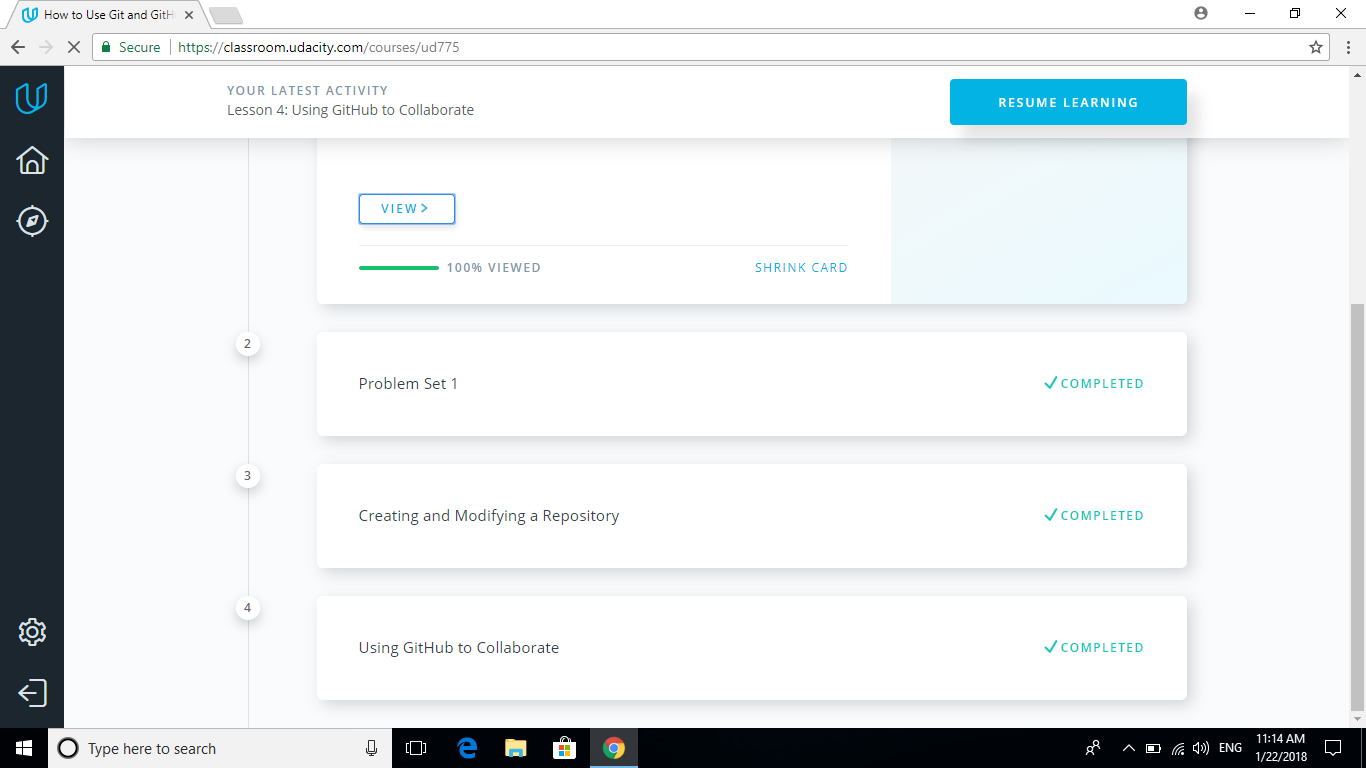 How to Use Git and GitH
Secure
https://classroom.udacity.com/courses/ud775
YOUR LATEST ACTIVITY
Lesson 4: Using GitHub to Collaborate
RESUME LEARNING
VIEW
100% VIEWED
SHRINK CARD
2
Problem Set 1
COMPLETED
3
Creating and Modifying a Repository
COMPLETED
4
Using GitHub to Collaborate
COMPLETED
Type here to search
ENG
11:14 AM
1/22/2018